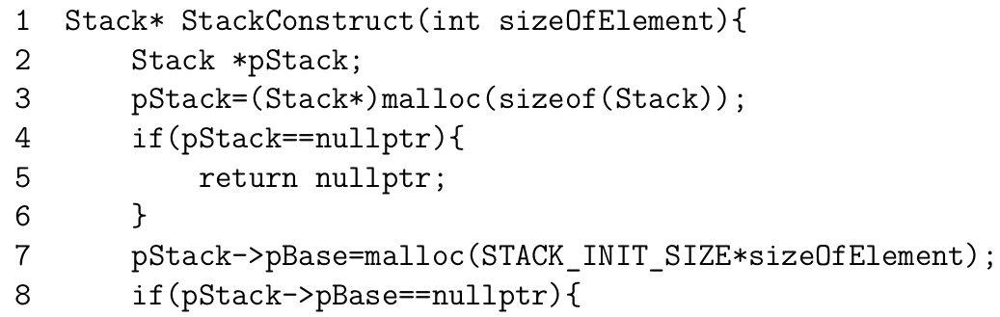 1 Stack* StackConstruct(int sizeOfElement){
2     Stack *pStack;
3     pStack=(Stack*)malloc(sizeof(Stack));
4     if(pStack==nullptr){
5         return nullptr;
6     }
7     pStack->pBase=malloc(STACK_INIT_SIZE*sizeOfElement);
8     if(pStack->pBase==nullptr){